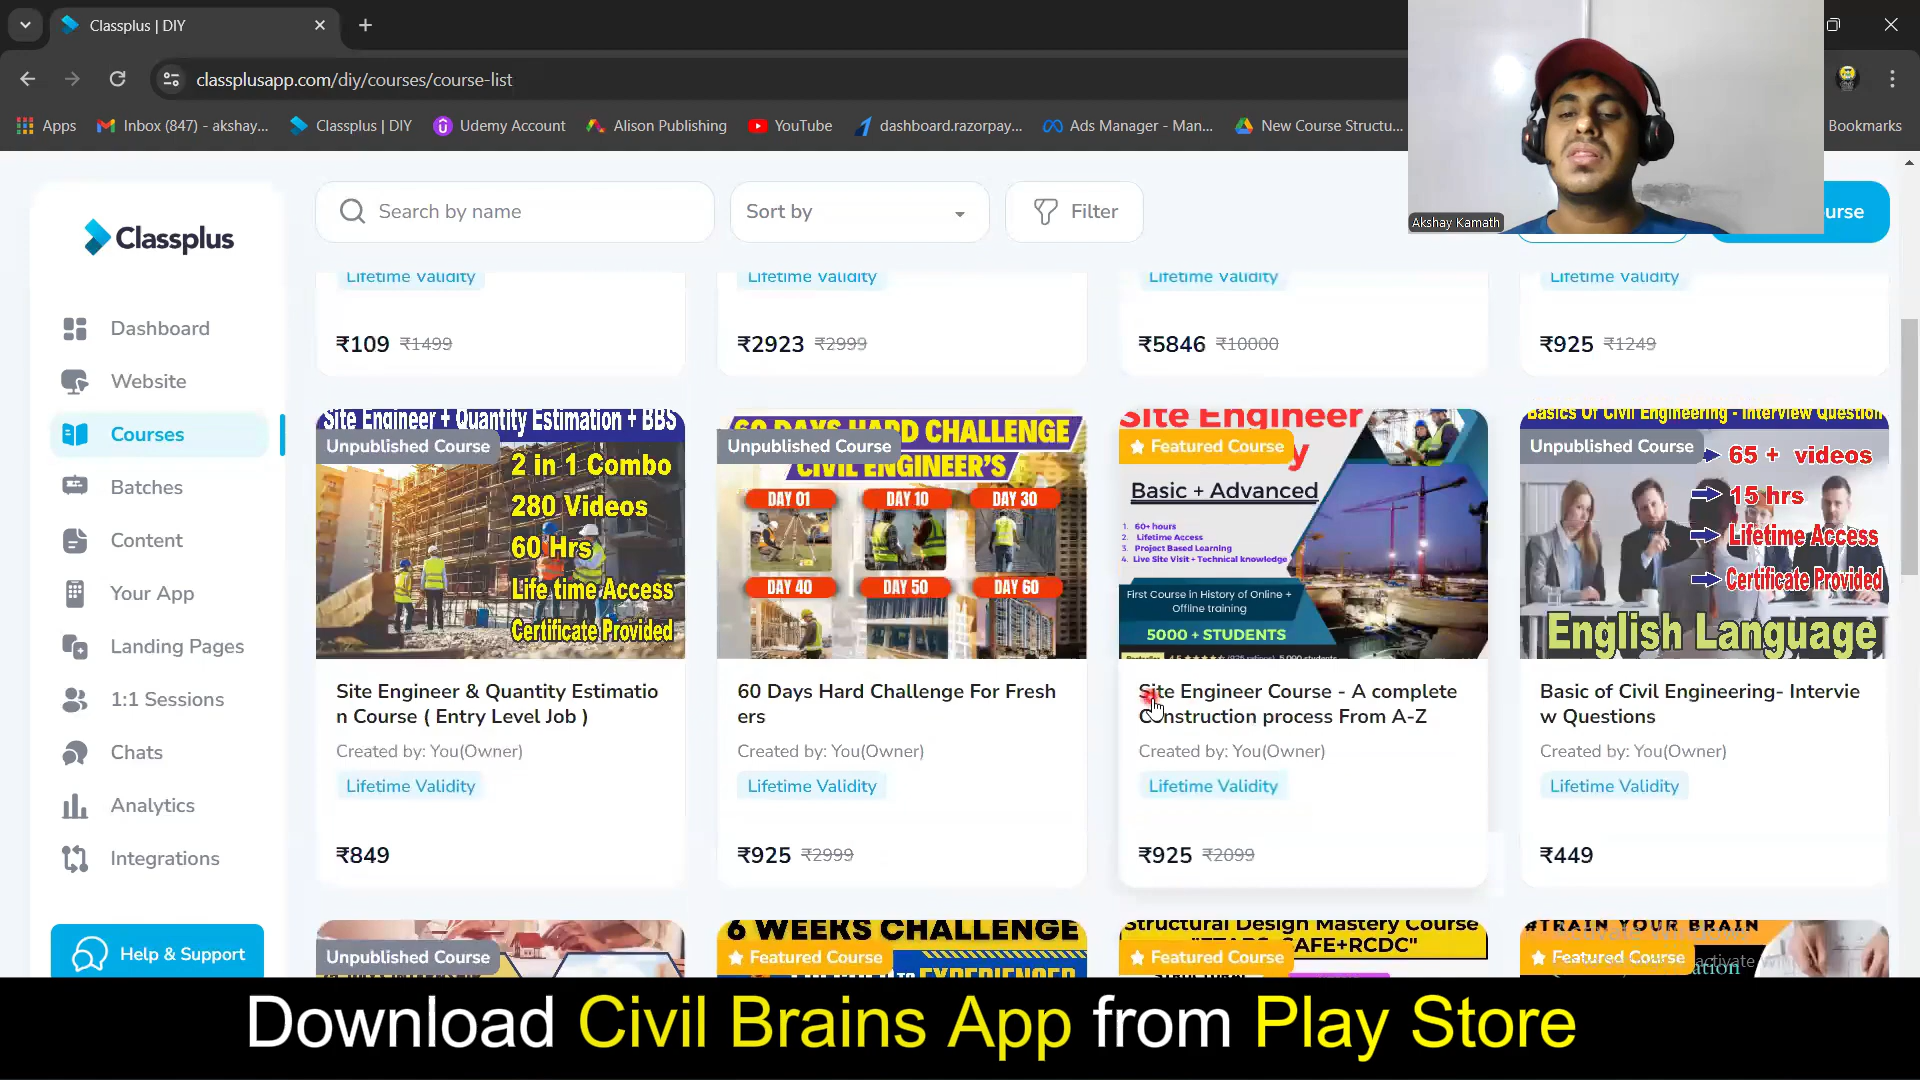 Classplus | DIY
classplusapp.com/diy/courses/course-list
Apps
Inbox (847) - akshay...
Classplus | DIY
Udemy Account
Alison Publishing
YouTube
dashboard.razorpay...
Ads Manager - Man...
New Course Structu...
Bookmarks
Akshay Kamath
Classplus
Search by name
Sort by
Filter
urse
Dashboard
Website
Courses
Batches
Content
Your App
Landing Pages
1:1 Sessions
Chats
Analytics
Integrations
Help & Support
Lifetime Validity
₹109 ₹1499
Lifetime Validity
₹2923 ₹2999
Lifetime Validity
₹5846 ₹10000
Lifetime Validity
₹925 ₹1249
Site Engineer + Quantity Estimation + BBS
Unpublished Course
2 in 1 Combo
280 Videos
60 Hrs
Life time Access
Certificate Provided
Site Engineer & Quantity Estimatio
n Course ( Entry Level Job )
Created by: You(Owner)
Lifetime Validity
₹849
60 DAYS HARD CHALLENGE
Unpublished Course
CIVIL ENGINEER'S
DAY 01 DAY 10 DAY 30
DAY 40 DAY 50 DAY 60
60 Days Hard Challenge For Fresh
ers
Created by: You(Owner)
Lifetime Validity
₹925 ₹2999
Site Engineer
Featured Course
Basic + Advanced
1. 60+ hours
2. Lifetime Access
3. Project Based Learning
4. Live Site Visit + Technical knowledge
First Course in History of Online +
Offline training
5000 + STUDENTS
Site Engineer Course - A complete
Construction process From A-Z
Created by: You(Owner)
Lifetime Validity
₹925 ₹2099
Basics Of Civil Engineering - Interview Question
Unpublished Course
65 + videos
15 hrs
Lifetime Access
Certificate Provided
English Language
Basic of Civil Engineering- Intervie
w Questions
Created by: You(Owner)
Lifetime Validity
₹449
Unpublished Course
6 WEEKS CHALLENGE
Featured Course
TO EXPERIENCED
Structural Design Mastery Course
Featured Course
#TRAIN YOUR BRAIN
Featured Course
Download Civil Brains App from Play Store